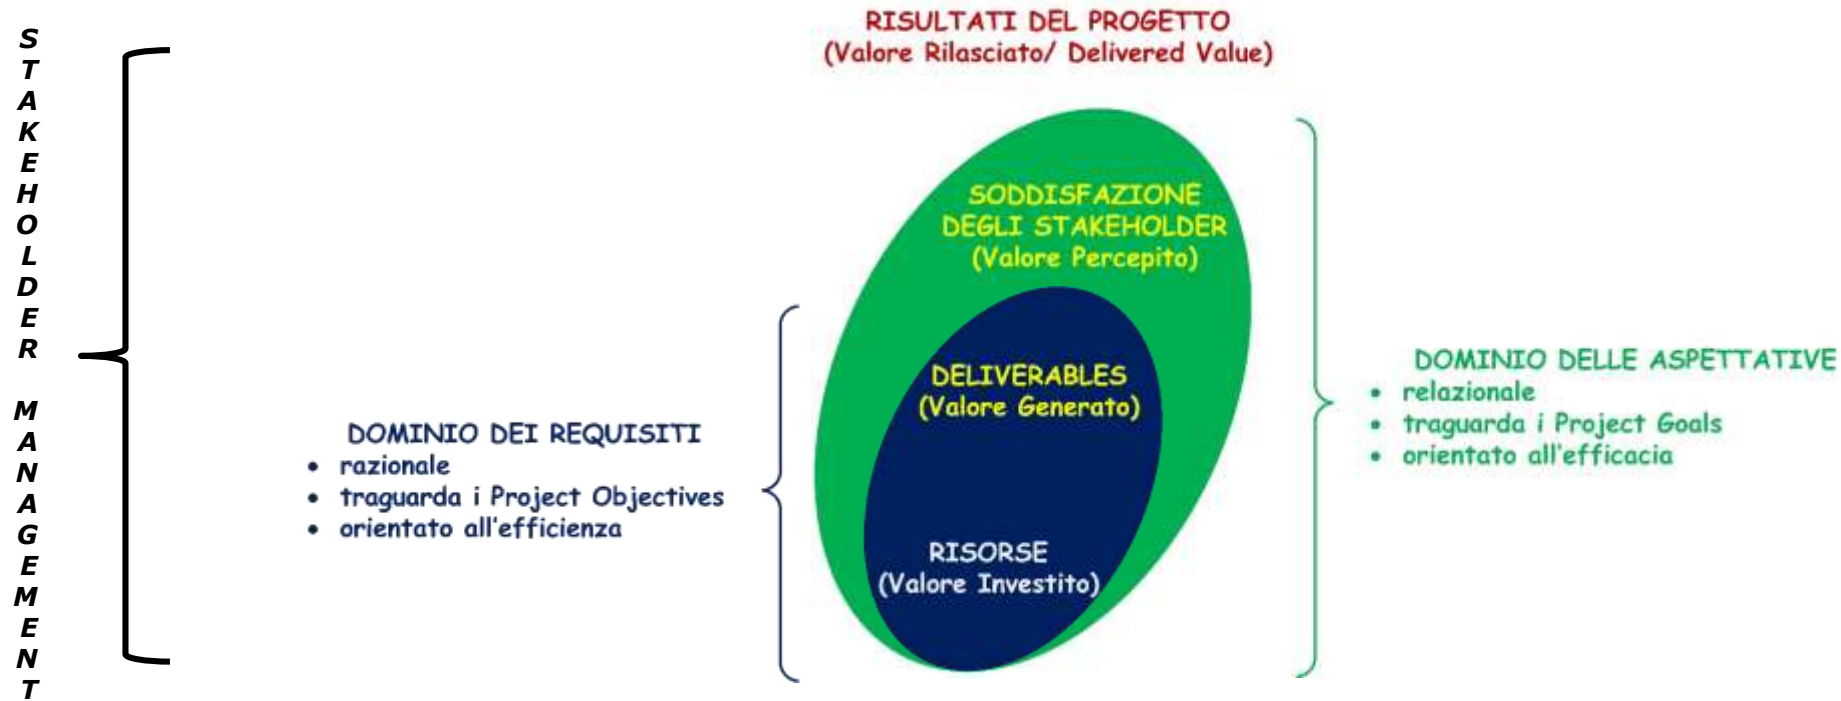 STAKEHOLDER MANAGEMENT
RISULTATI DEL PROGETTO
(Valore Rilasciato/ Delivered Value)
SODDISFAZIONE
DEGLI STAKEHOLDER
(Valore Percepito)
DELIVERABLES
(Valore Generato)
RISORSE
(Valore Investito)
DOMINIO DEI REQUISITI
• razionale
• traguarda i Project Objectives
• orientato all'efficienza
DOMINIO DELLE ASPETTATIVE
• relazionale
• traguarda i Project Goals
• orientato all'efficacia